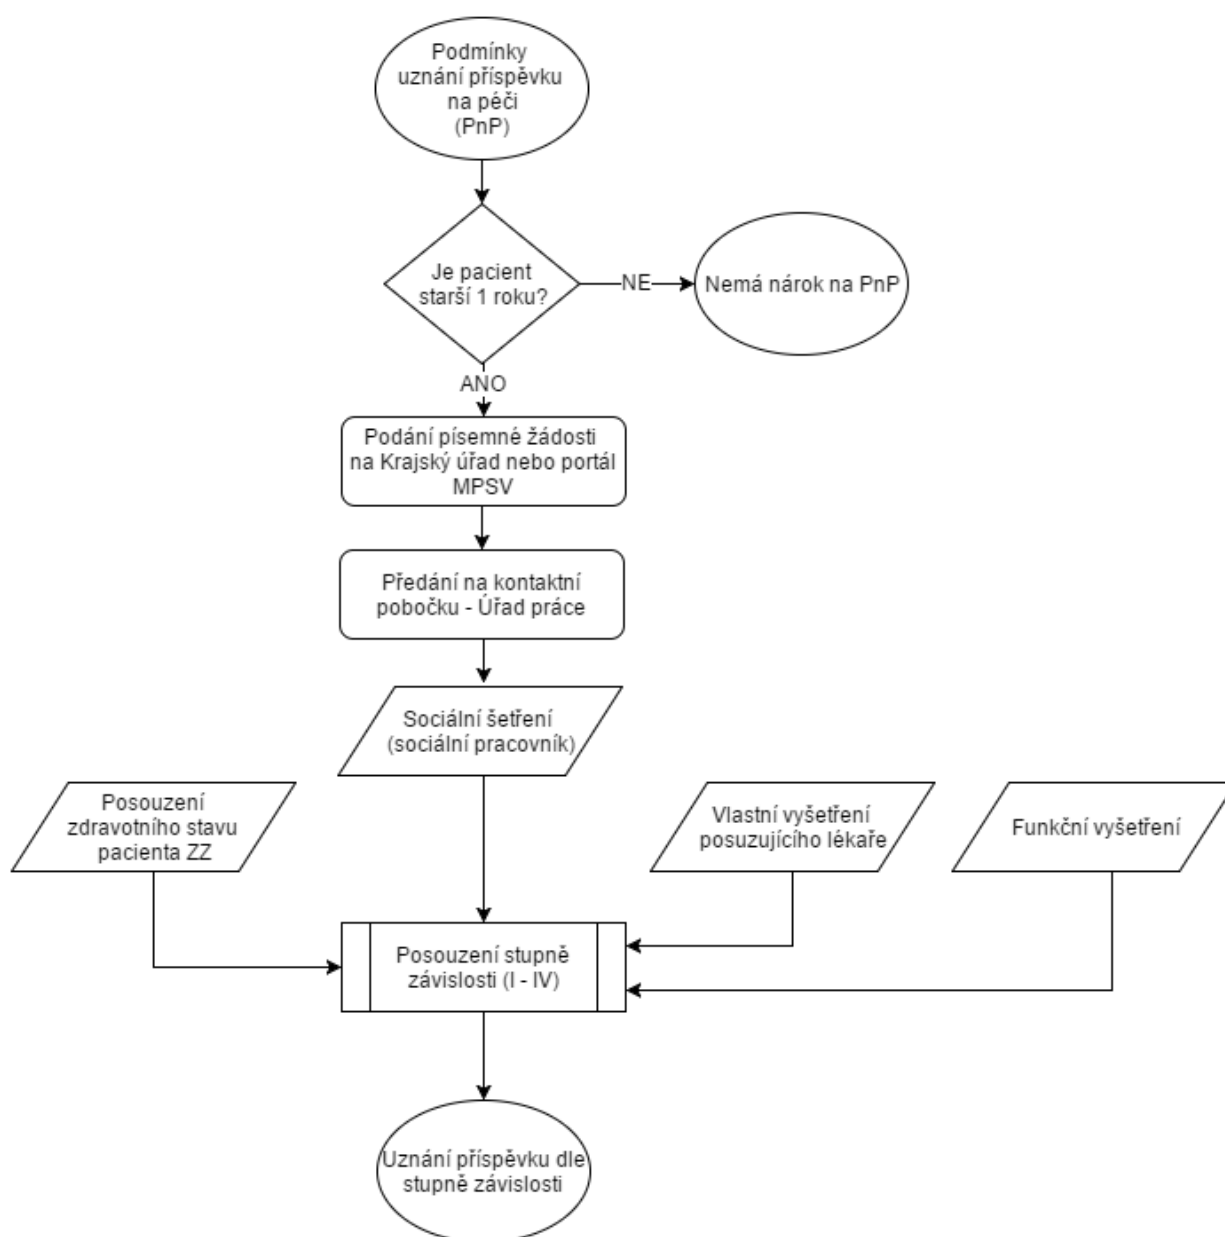 Podmínky
uznání příspěvku
na péči
(PnP)
Je pacient
starší 1 roku?
NE
Nemá nárok na PnP
ANO
Podání písemné žádosti
na Krajský úřad nebo portál
MPSV
Předání na kontaktní
pobočku - Úřad práce
Sociální šetření
(sociální pracovník)
Posouzení
zdravotního stavu
pacienta ZZ
Vlastní vyšetření
posuzujícího lékaře
Funkční vyšetření
Posouzení stupně
závislosti (I - IV)
Uznání příspěvku dle
stupně závislosti